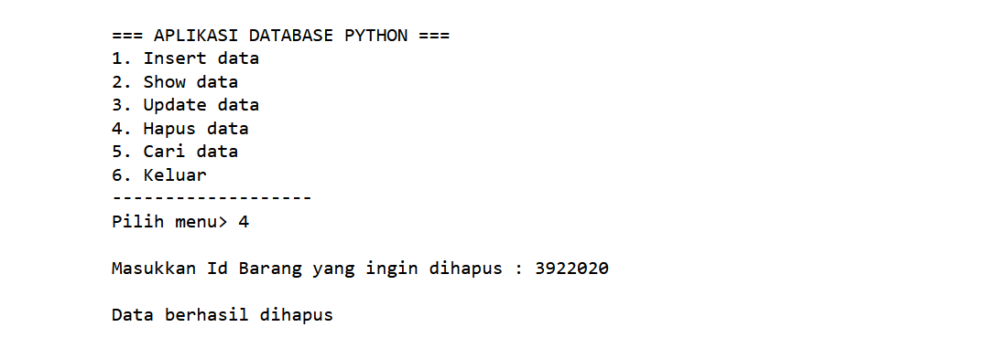 === APLIKASI DATABASE PYTHON ===
1. Insert data
2. Show data
3. Update data
4. Hapus data
5. Cari data
6. Keluar
-------------------
Pilih menu> 4
Masukkan Id Barang yang ingin dihapus : 3922020
Data berhasil dihapus